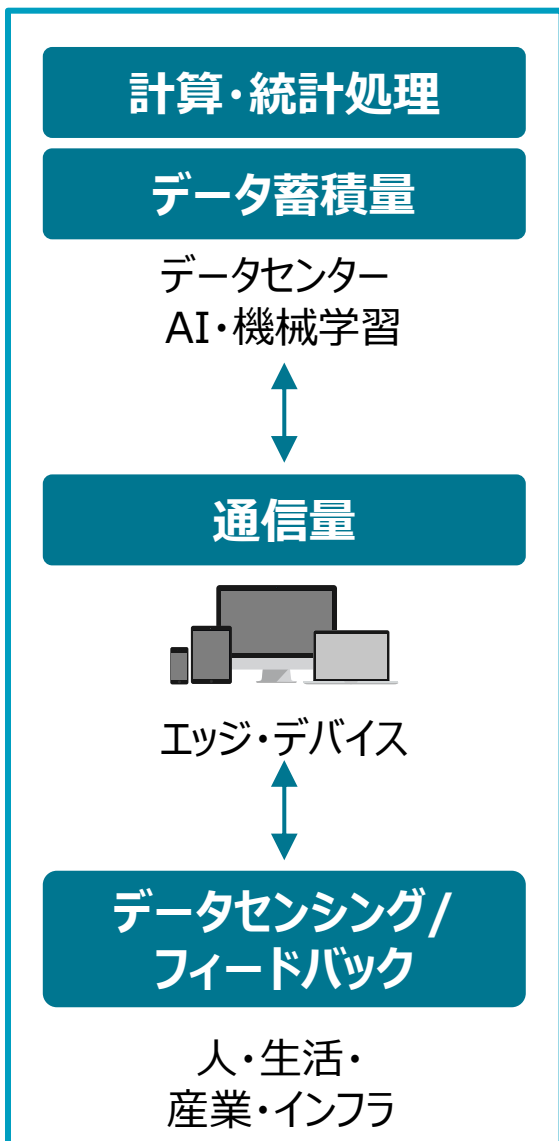 計算・統計処理
データ蓄積量
データセンター
AI・機械学習
通信量
エッジ・デバイス
データセンシング/
フィードバック
人・生活・
産業・インフラ